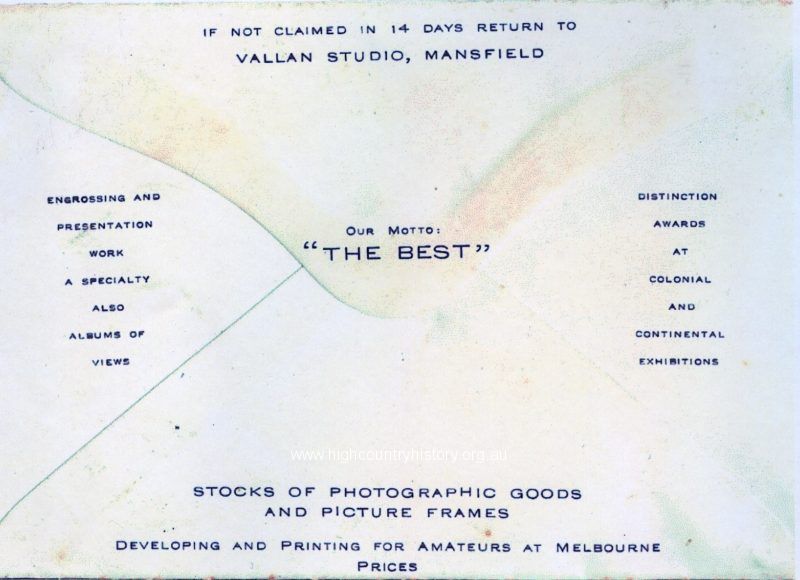 IF NOT CLAIMED IN 14 DAYS RETURN TO
VALLAN STUDIO, MANSFIELD
ENGROSSING AND
PRESENTATION
WORK
A SPECIALTY
ALSO
ALBUMS OF
VIEWS
OUR MOTTO:
"THE BEST"
DISTINCTION
AWARDS
AT
COLONIAL
AND
CONTINENTAL
EXHIBITIONS
www.highcountryhistory.org.au
STOCKS OF PHOTOGRAPHIC GOODS
AND PICTURE FRAMES
DEVELOPING AND PRINTING FOR AMATEURS AT MELBOURNE
PRICES